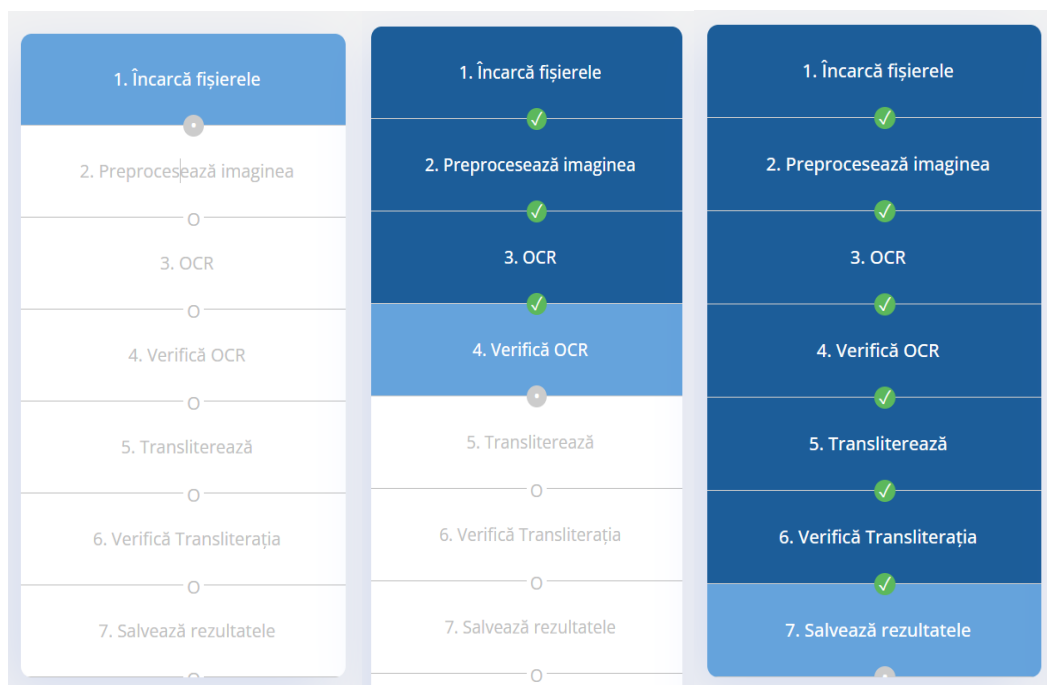 1. Încarcă fișierele
2. Preprocesează imaginea
3. OCR
4. Verifică OCR
5. Transliterează
6. Verifică Transliterația
7. Salvează rezultatele
1. Încarcă fișierele
2. Preprocesează imaginea
3. OCR
4. Verifică OCR
5. Transliterează
6. Verifică Transliterația
7. Salvează rezultatele
1. Încarcă fișierele
2. Preprocesează imaginea
3. OCR
4. Verifică OCR
5. Transliterează
6. Verifică Transliterația
7. Salvează rezultatele